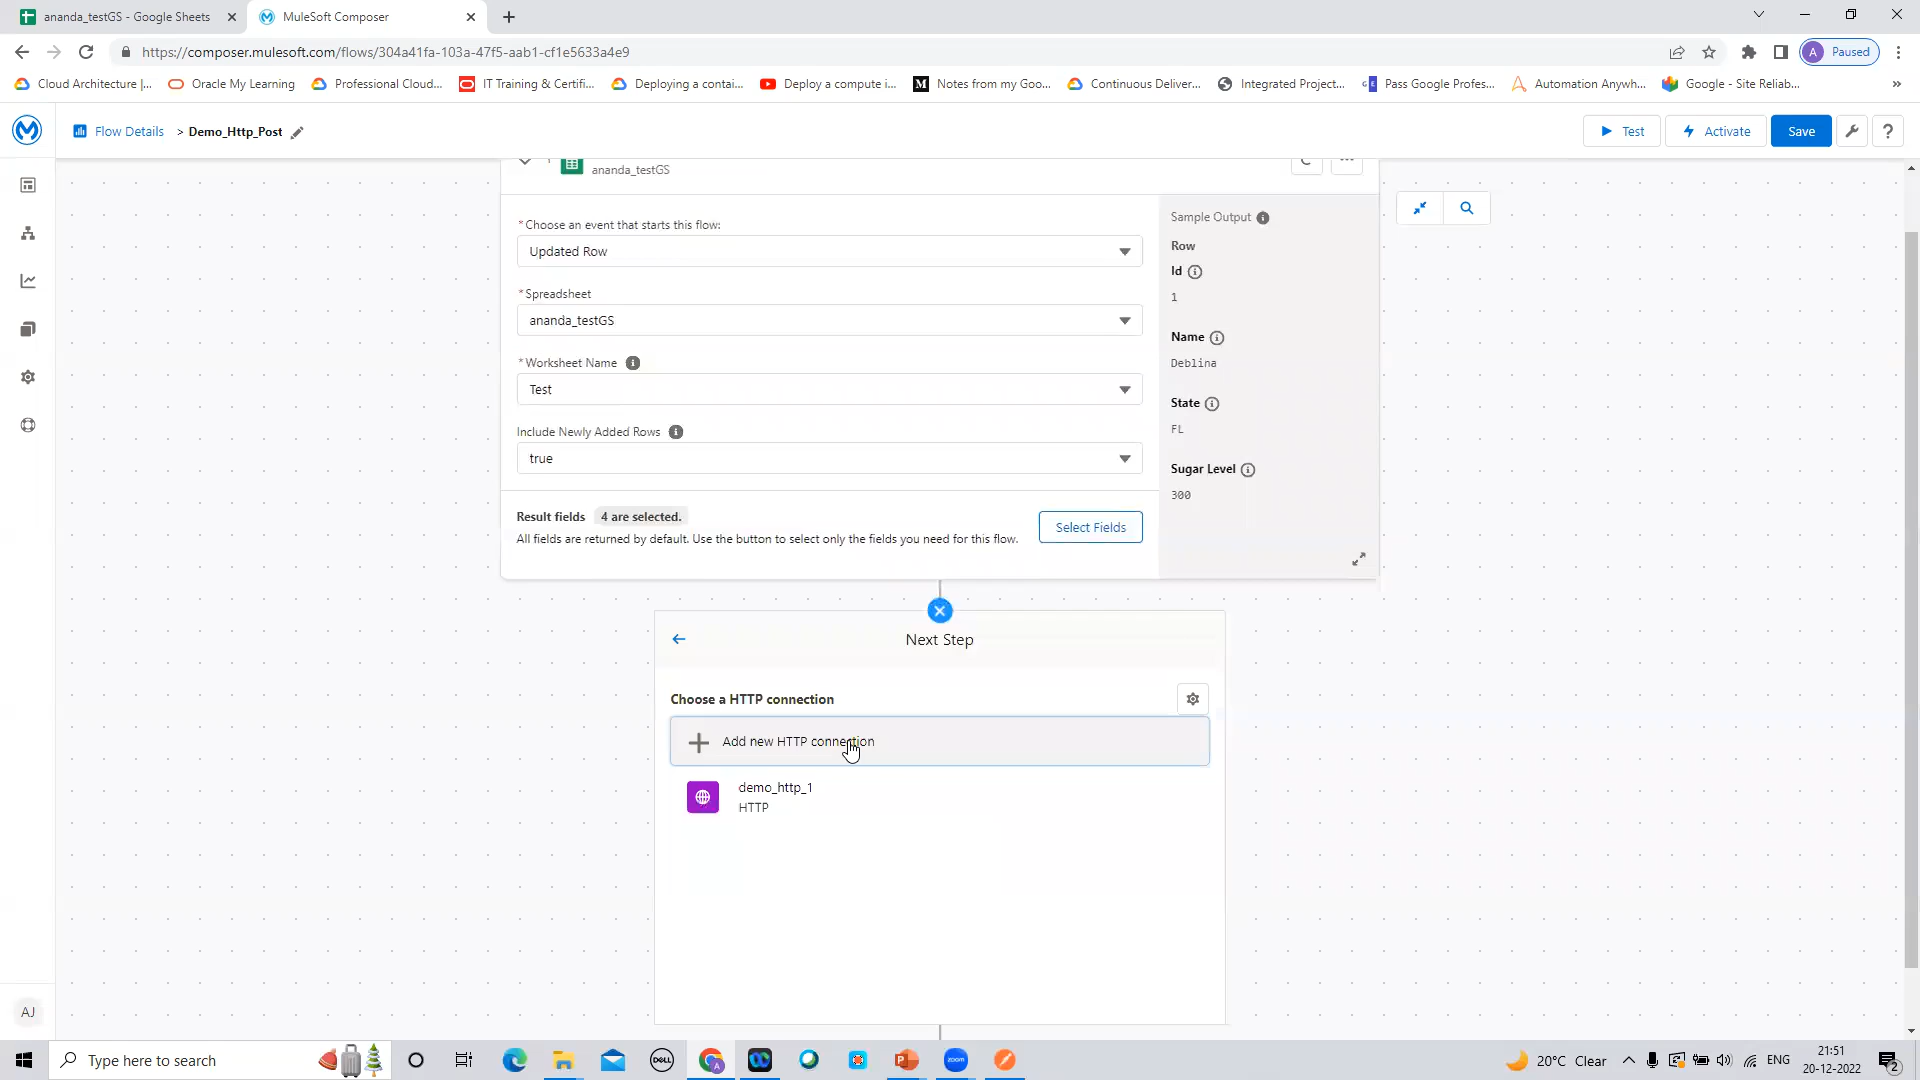 ananda_testGS - Google Sheets
MuleSoft Composer
https://composer.mulesoft.com/flows/304a41fa-103a-47f5-aab1-cf1e5633a4e9
A Paused
Cloud Architecture |...
Oracle My Learning
Professional Cloud...
IT Training & Certifi...
Deploying a contai...
Deploy a compute i...
Notes from my Goo...
Continuous Deliver...
Integrated Project...
Pass Google Profes...
Automation Anywh...
Google - Site Reliab...
»
Flow Details > Demo_Http_Post
Test
Activate
Save
?
ananda_testGS
*Choose an event that starts this flow:
Updated Row
*Spreadsheet
ananda_testGS
*Worksheet Name
Test
Include Newly Added Rows
true
Result fields 4 are selected.
All fields are returned by default. Use the button to select only the fields you need for this flow.
Select Fields
Sample Output
Row
Id
1
Name
Deblina
State
FL
Sugar Level
300
Next Step
Choose a HTTP connection
Add new HTTP connection
demo_http_1
HTTP
AJ
Type here to search
DELL
zoom
20°C Clear
ENG
21:51
20-12-2022
2